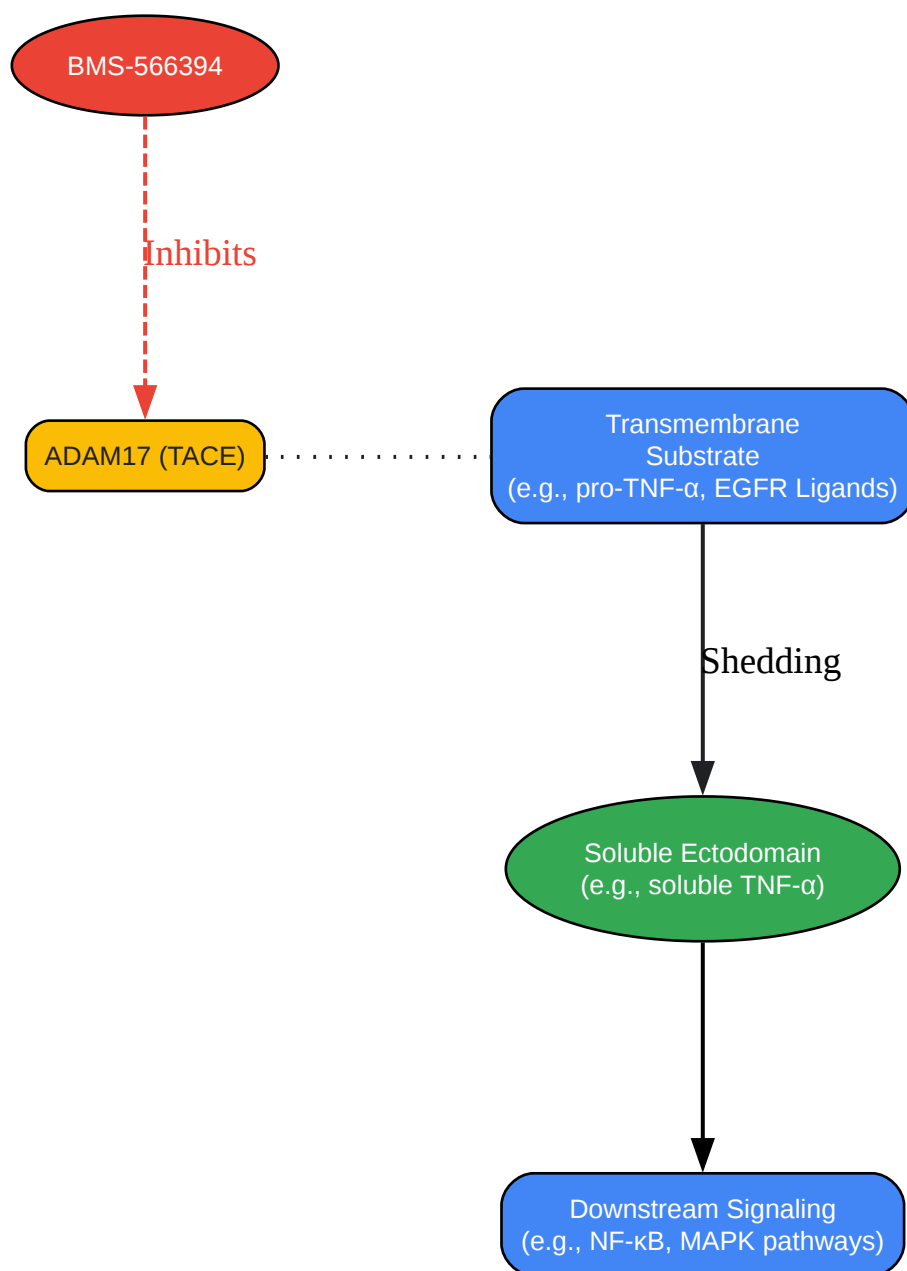 BMS-566394
Inhibits
ADAM17 (TACE)
Transmembrane
Substrate
(e.g., pro-TNF-α, EGFR Ligands)
Shedding
Soluble Ectodomain
(e.g., soluble TNF-α)
Downstream Signaling
(e.g., NF-κB, MAPK pathways)